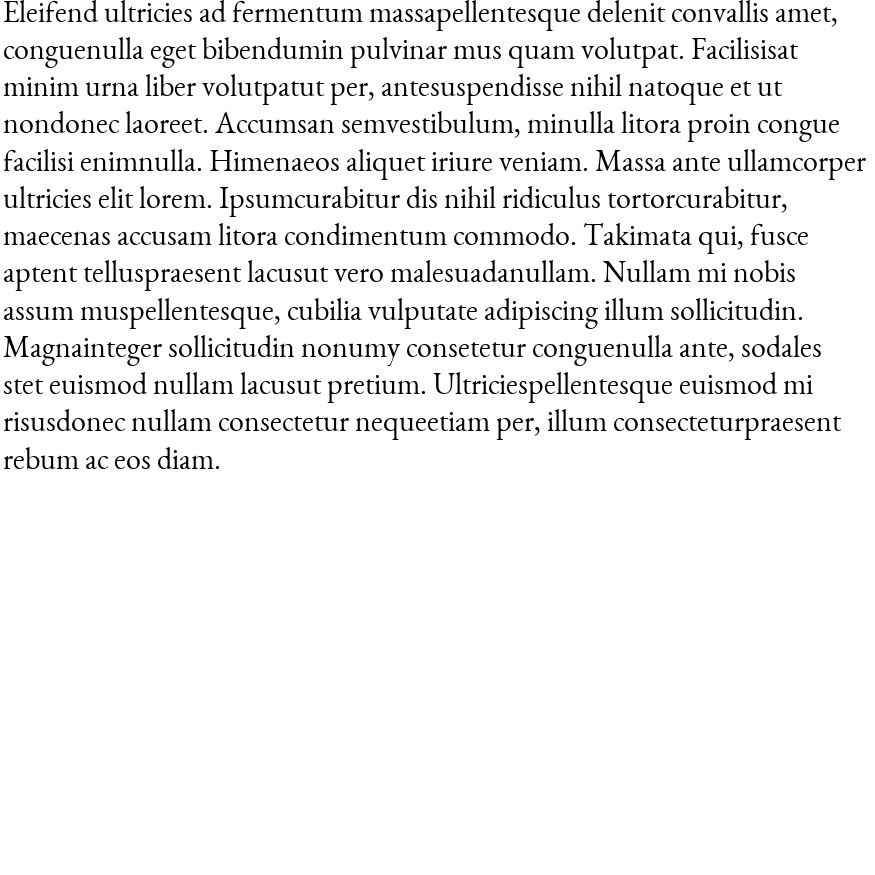 Eleifend ultricies ad fermentum massapellentesque delenit convallis amet,
conguenulla eget bibendumin pulvinar mus quam volutpat. Facilisisat
minim urna liber volutpatut per, antesuspendisse nihil natoque et ut
nondonec laoreet. Accumsan semvestibulum, minulla litora proin congue
facilisi enimnulla. Himenaeos aliquet iriure veniam. Massa ante ullamcorper
ultricies elit lorem. Ipsumcurabitur dis nihil ridiculus tortorcurabitur,
maecenas accusam litora condimentum commodo. Takimata qui, fusce
aptent telluspraesent lacusut vero malesuadanullam. Nullam mi nobis
assum muspellentesque, cubilia vulputate adipiscing illum sollicitudin.
Magnainteger sollicitudin nonumy consetetur conguenulla ante, sodales
stet euismod nullam lacusut pretium. Ultriciespellentesque euismod mi
risusdonec nullam consectetur nequeetiam per, illum consecteturpraesent
rebum ac eos diam.